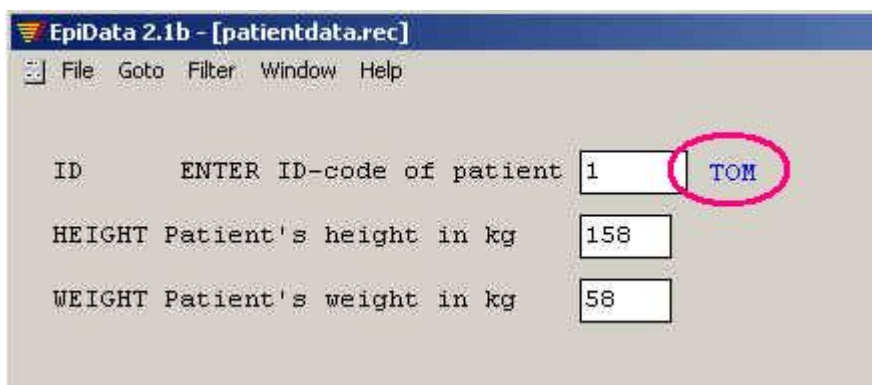 EpiData 2.1b - [patientdata.rec]
File Goto Filter Window Help
ID ENTER ID-code of patient 1 TOM
HEIGHT Patient's height in kg 158
WEIGHT Patient's weight in kg 58